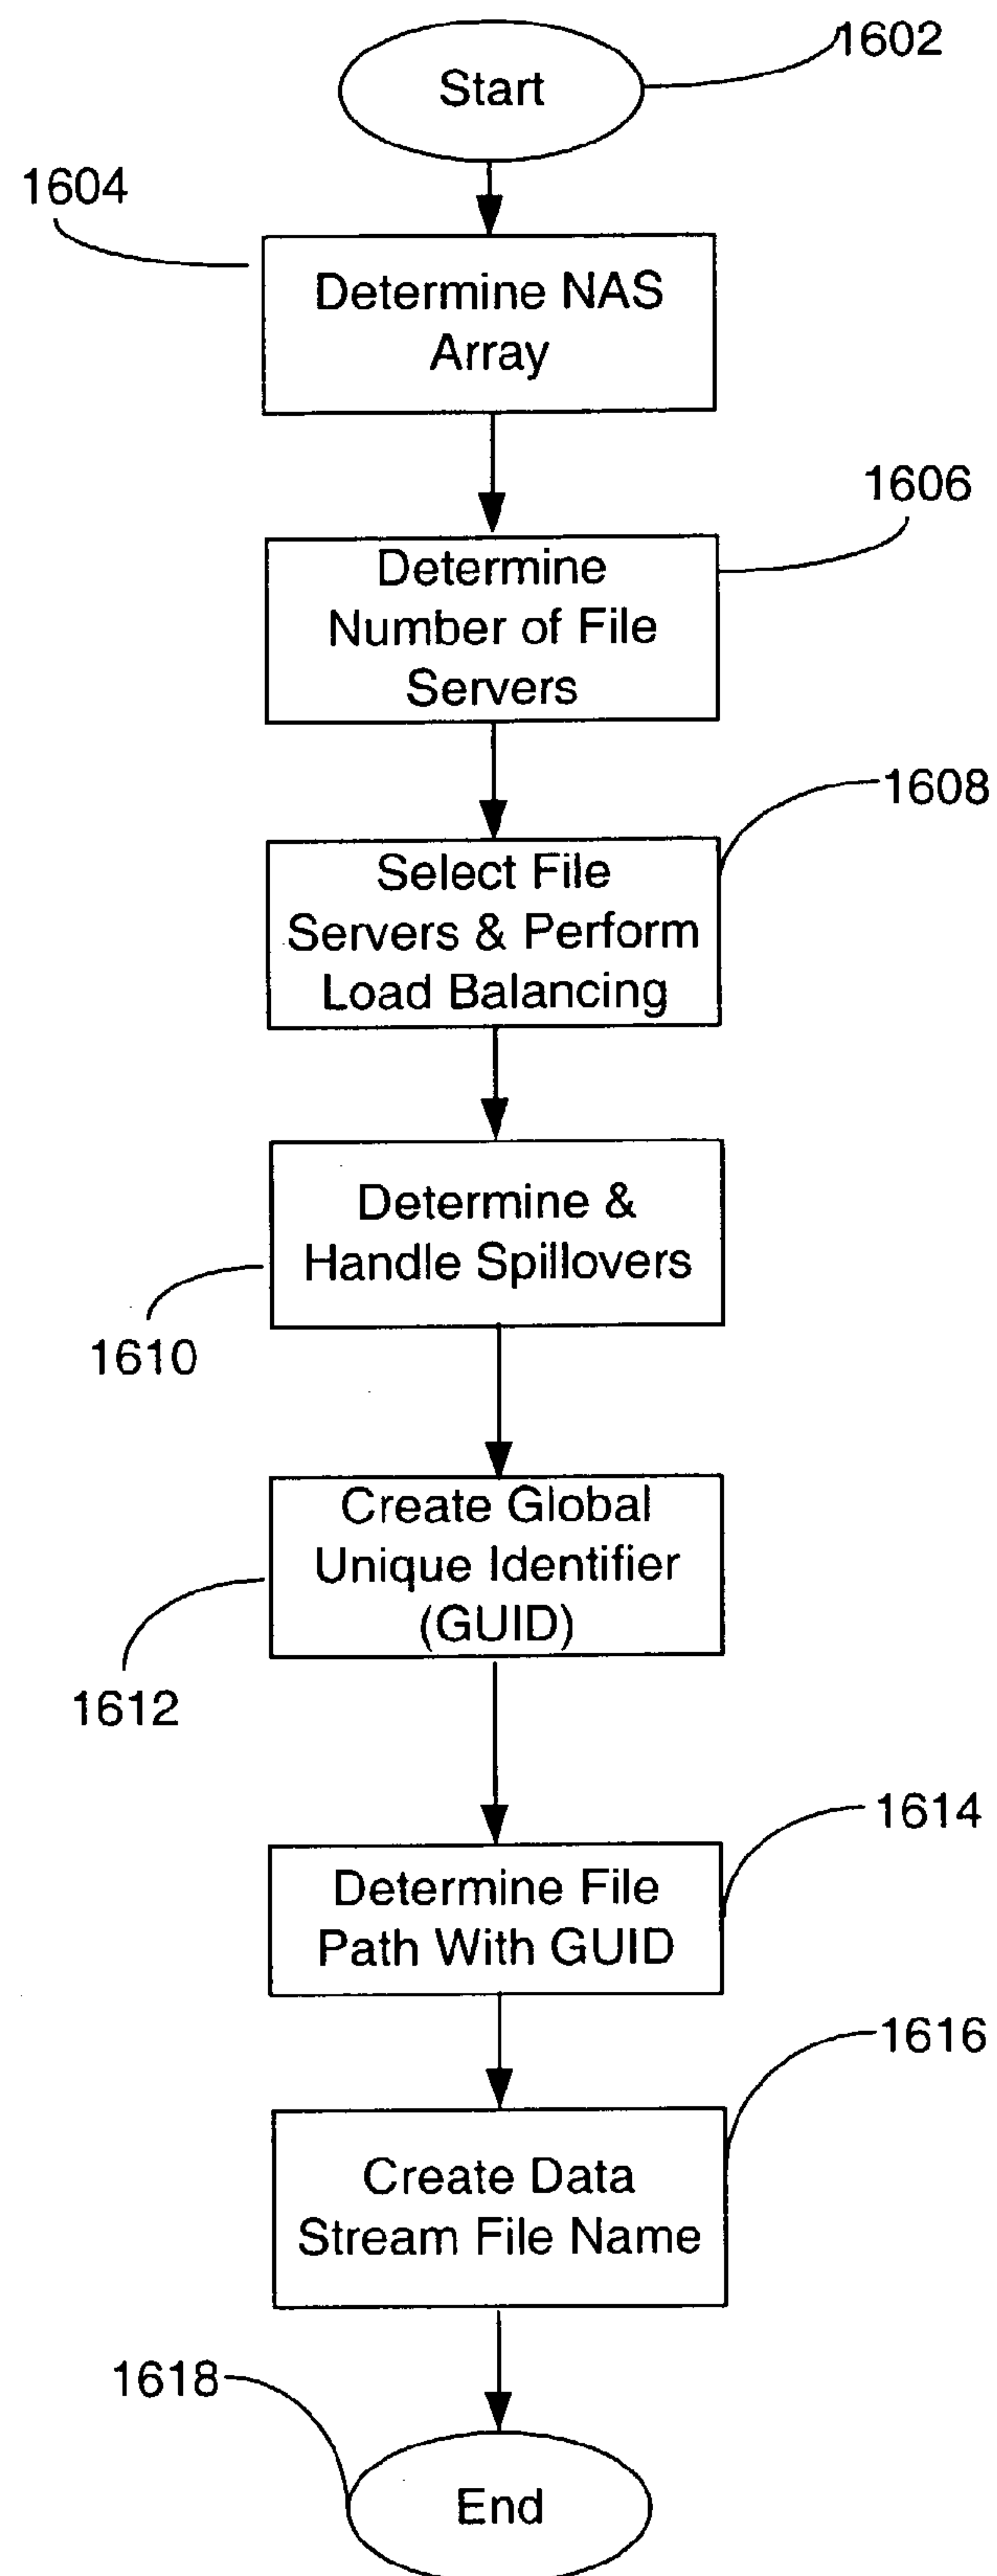 1602
Start
1604
Determine NAS
Array
1606
Determine
Number of File
Servers
1608
Select File
Servers & Perform
Load Balancing
Determine &
Handle Spillovers
1610
Create Global
Unique Identifier
(GUID)
1612
1614
Determine File
Path With GUID
1616
Create Data
Stream File Name
1618
End